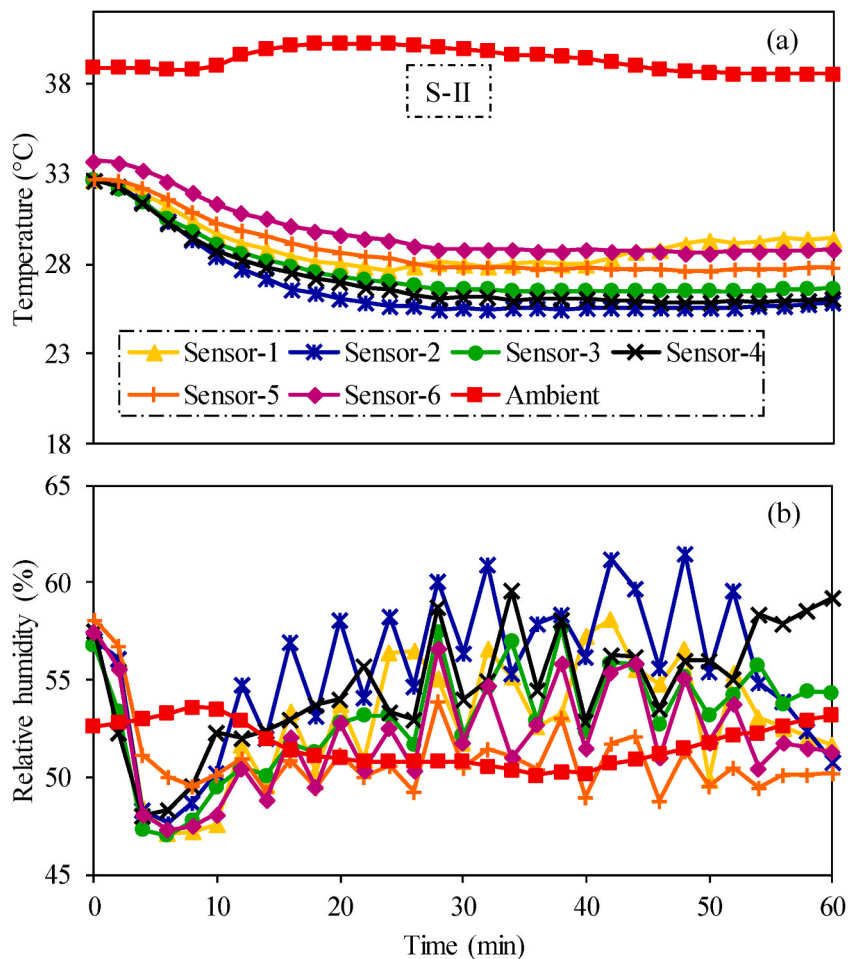 (a)
38
S-II
33
Temperature (°C)
28
23
Sensor-1 Sensor-2 Sensor-3 Sensor-4
Sensor-5 Sensor-6 Ambient
18
65
(b)
60
Relative humidity (%)
55
50
45
0 10 20 30 40 50 60
Time (min)